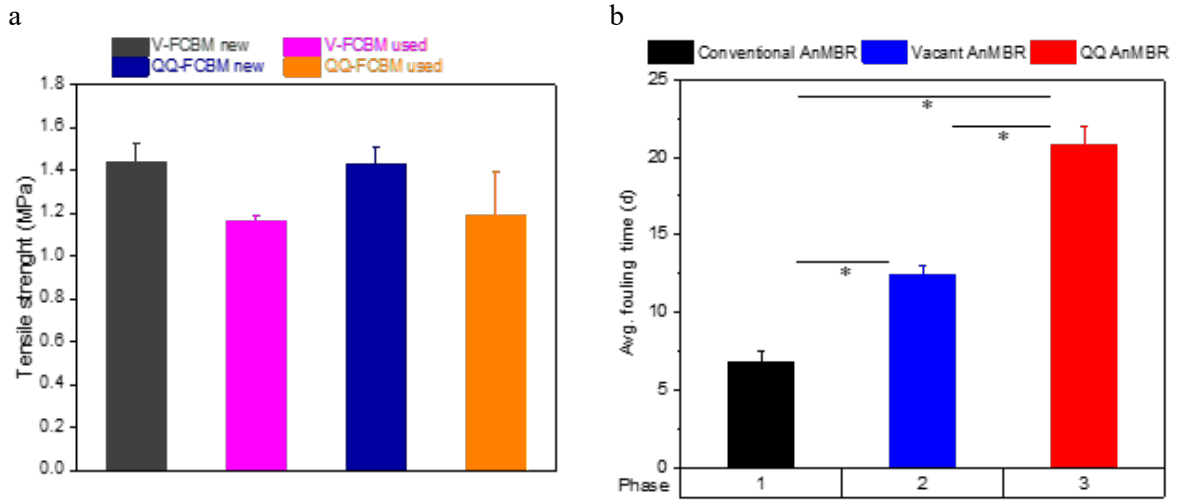 a
V-FCBM new V-FCBM used
QQ-FCBM new QQ-FCBM used
Tensile strenght (MPa)
1.8
1.6
1.4
1.2
1.0
0.8
0.6
0.4
0.2
0.0
b
Conventional AnMBR Vacant AnMBR QQ AnMBR
Avg. fouling time (d)
25
20
15
10
5
0
*
*
*
Phase 1 2 3